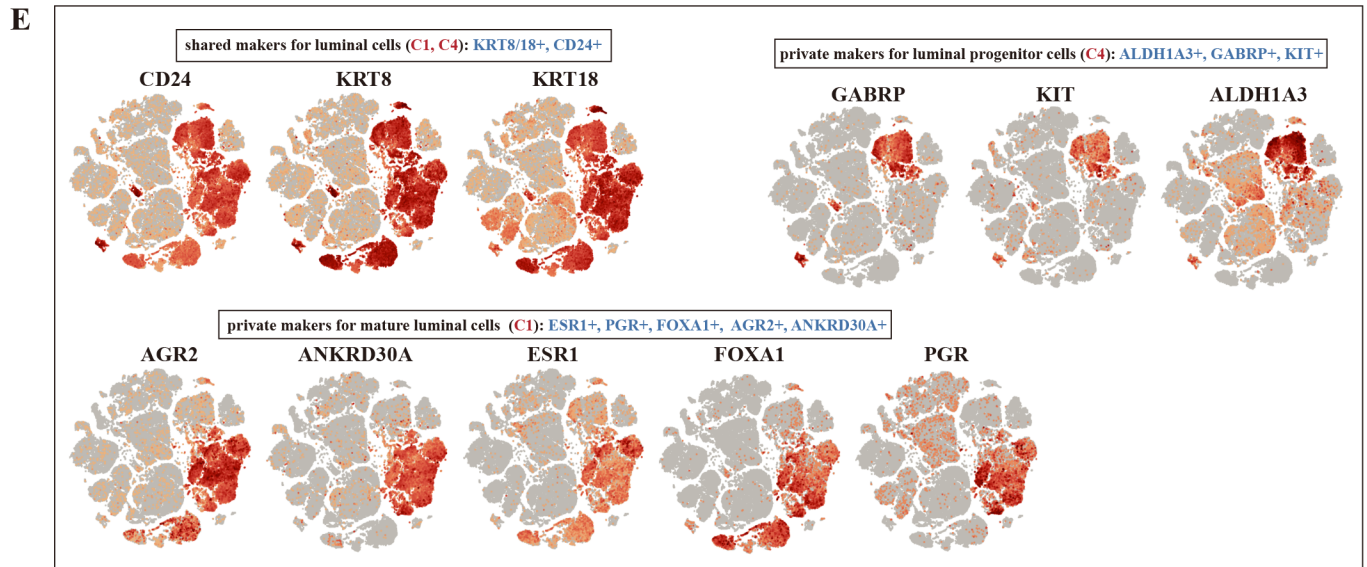 E
shared makers for luminal cells (C1, C4): KRT8/18+, CD24+
CD24 KRT8 KRT18
private makers for luminal progenitor cells (C4): ALDH1A3+, GABRP+, KIT+
GABRP KIT ALDH1A3
private makers for mature luminal cells (C1): ESR1+, PGR+, FOXA1+, AGR2+, ANKRD30A+
AGR2 ANKRD30A ESR1 FOXA1 PGR